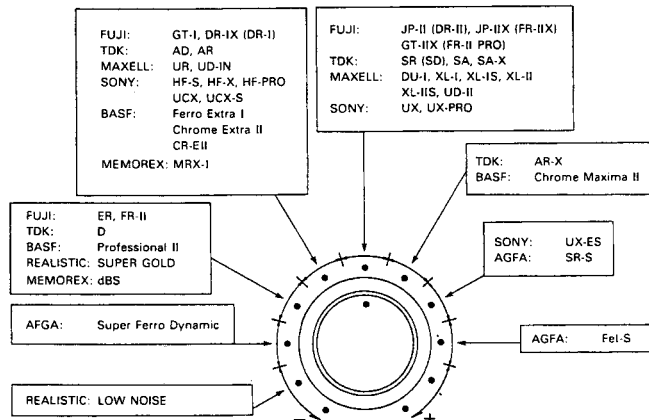 FUJI: GT-I, DR-IX (DR-I)
TDK: AD, AR
MAXELL: UR, UD-IN
SONY: HF-S, HF-X, HF-PRO
UCX, UCX-S
BASF: Ferro Extra I
Chrome Extra II
CR-EII
MEMOREX: MRX-I
FUJI: JP-II (DR-II), JP-IIX (FR-IIX)
GT-IIX (FR-II PRO)
TDK: SR (SD), SA, SA-X
MAXELL: DU-I, XL-I, XL-IS, XL-II
XL-IIS, UD-II
SONY: UX, UX-PRO
TDK: AR-X
BASF: Chrome Maxima II
FUJI: ER, FR-II
TDK: D
BASF: Professional II
REALISTIC: SUPER GOLD
MEMOREX: dBS
SONY: UX-ES
AGFA: SR-S
AFGA: Super Ferro Dynamic
AGFA: FeI-S
REALISTIC: LOW NOISE